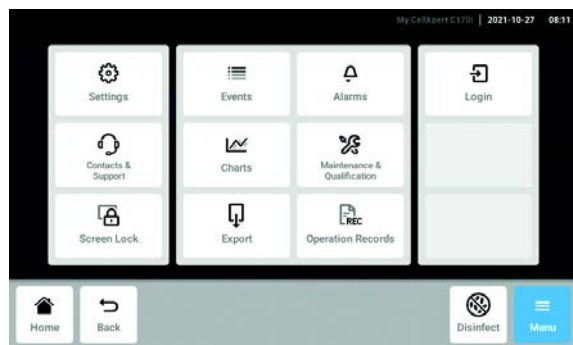 My CellXpert C170i | 2021-10-27 08:11
Settings
Events
Alarms
Login
Contacts &
Support
Charts
Maintenance &
Qualification
Screen Lock
Export
REC
Operation Records
Home
Back
Disinfect
Menu